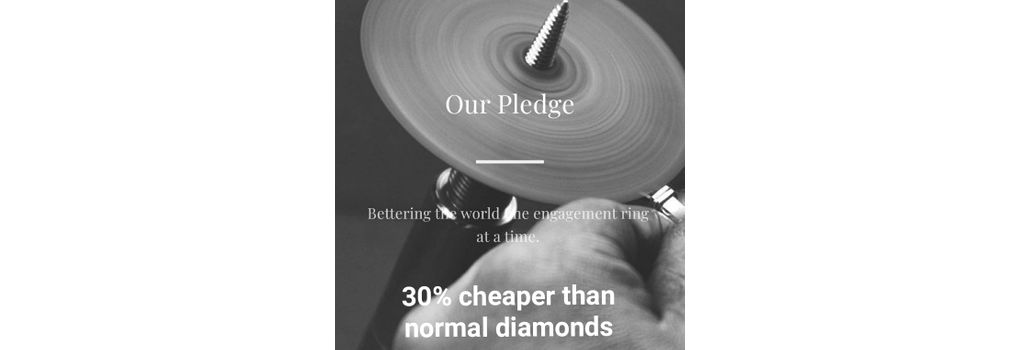 Our Pledge
Bettering the world one engagement ring
at a time.
30% cheaper than
normal diamonds